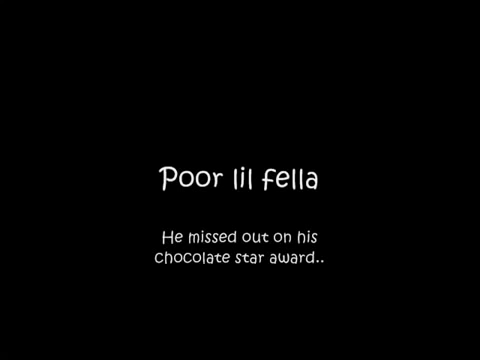 Poor lil fella
He missed out on his
chocolate star award..